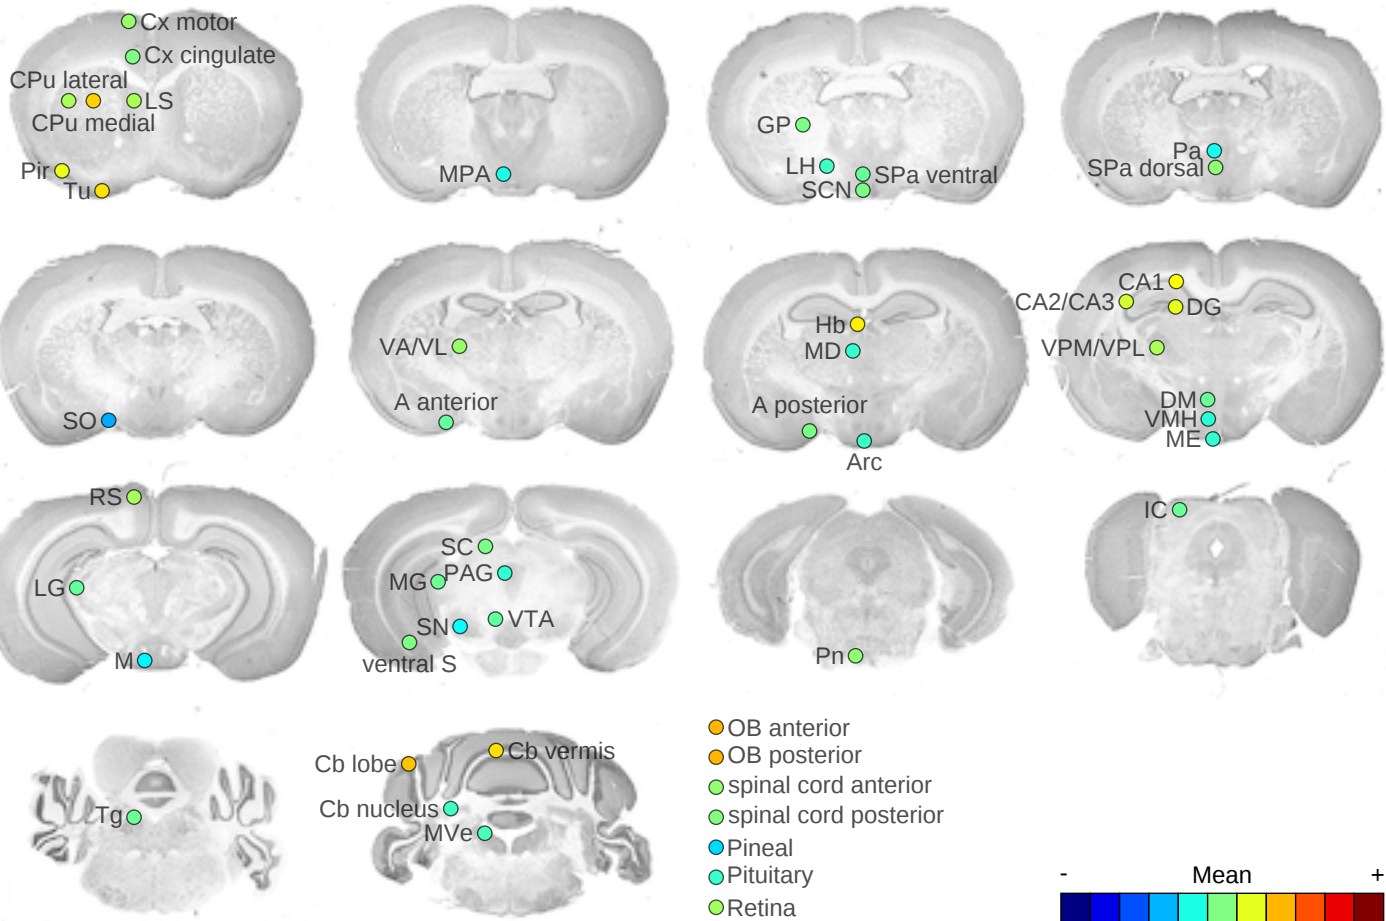 Cx motor
Cx cingulate
CPu lateral
LS
CPu medial
Pir
Tu
MPA
GP
LH
SPa ventral
SCN
Pa
SPa dorsal
SO
VA/VL
A anterior
Hb
MD
A posterior
Arc
CA1
CA2/CA3
DG
VPM/VPL
DM
VMH
ME
RS
LG
M
SC
MG
PAG
SN
VTA
ventral S
Pn
IC
Tg
Cb lobe
Cb vermis
Cb nucleus
MVe
OB anterior
OB posterior
spinal cord anterior
spinal cord posterior
Pineal
Pituitary
Retina
- Mean +